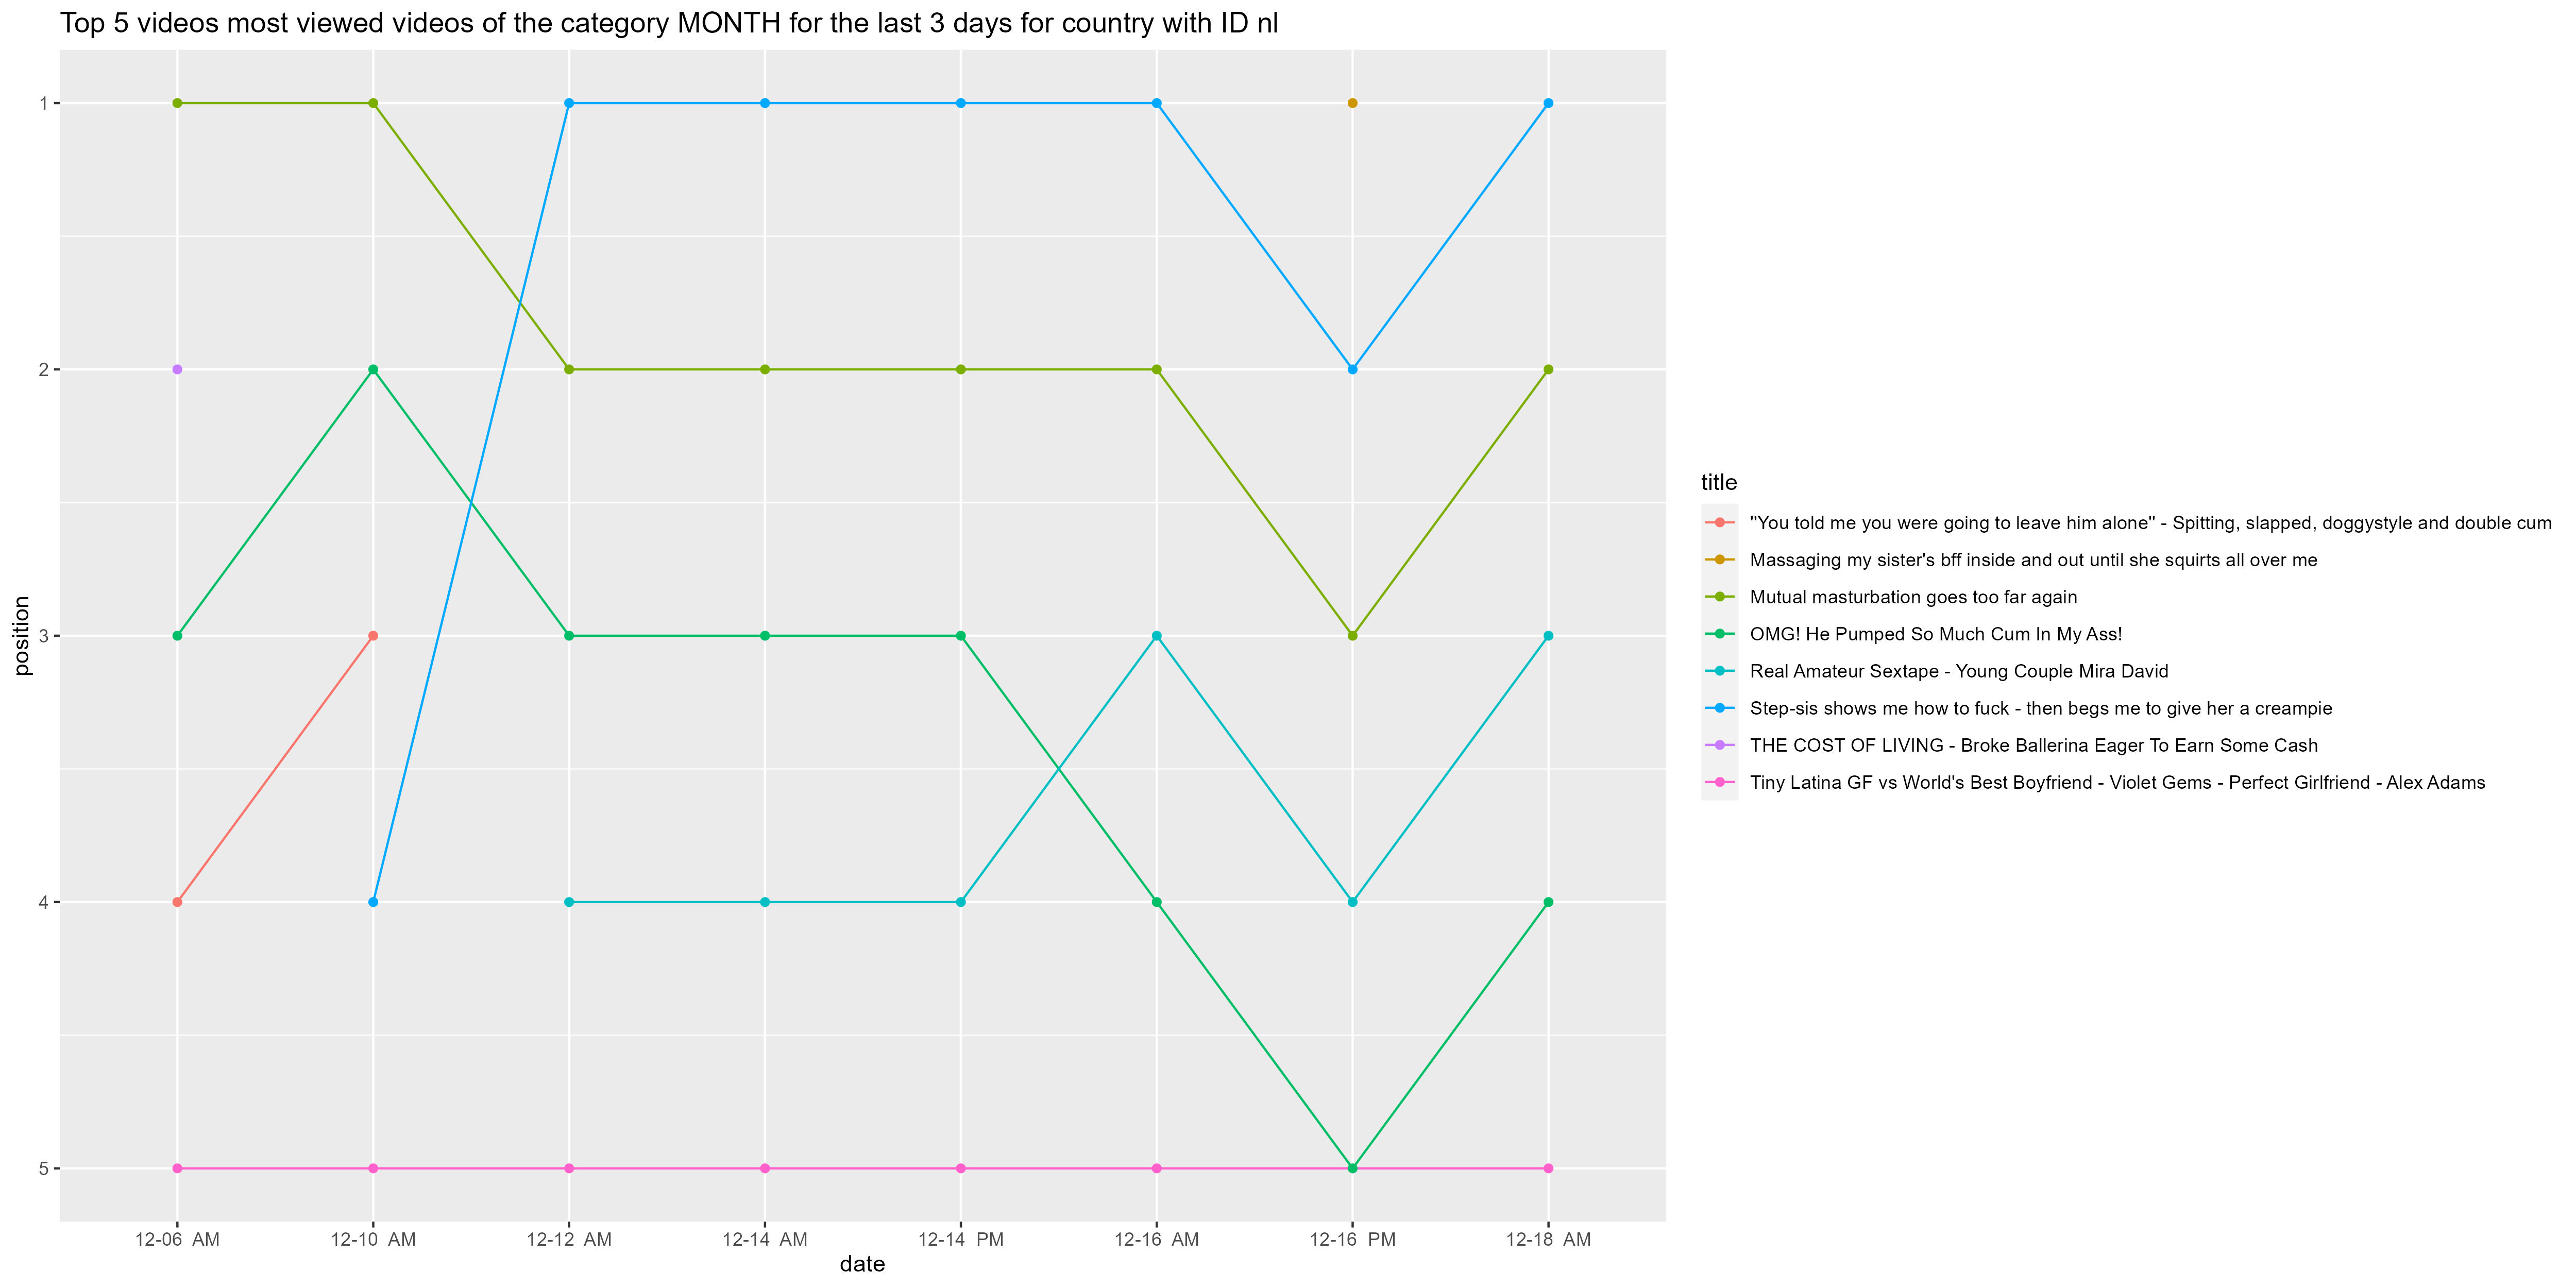 Top 5 videos most viewed videos of the category MONTH for the last 3 days for country with ID nl
position
1
2
3
4
5
12-06 AM
12-10 AM
12-12 AM
12-14 AM
12-14 PM
12-16 AM
12-16 PM
12-18 AM
date
title
"You told me you were going to leave him alone" - Spitting, slapped, doggystyle and double cum
Massaging my sister's bff inside and out until she squirts all over me
Mutual masturbation goes too far again
OMG! He Pumped So Much Cum In My Ass!
Real Amateur Sextape - Young Couple Mira David
Step-sis shows me how to fuck - then begs me to give her a creampie
THE COST OF LIVING - Broke Ballerina Eager To Earn Some Cash
Tiny Latina GF vs World's Best Boyfriend - Violet Gems - Perfect Girlfriend - Alex Adams